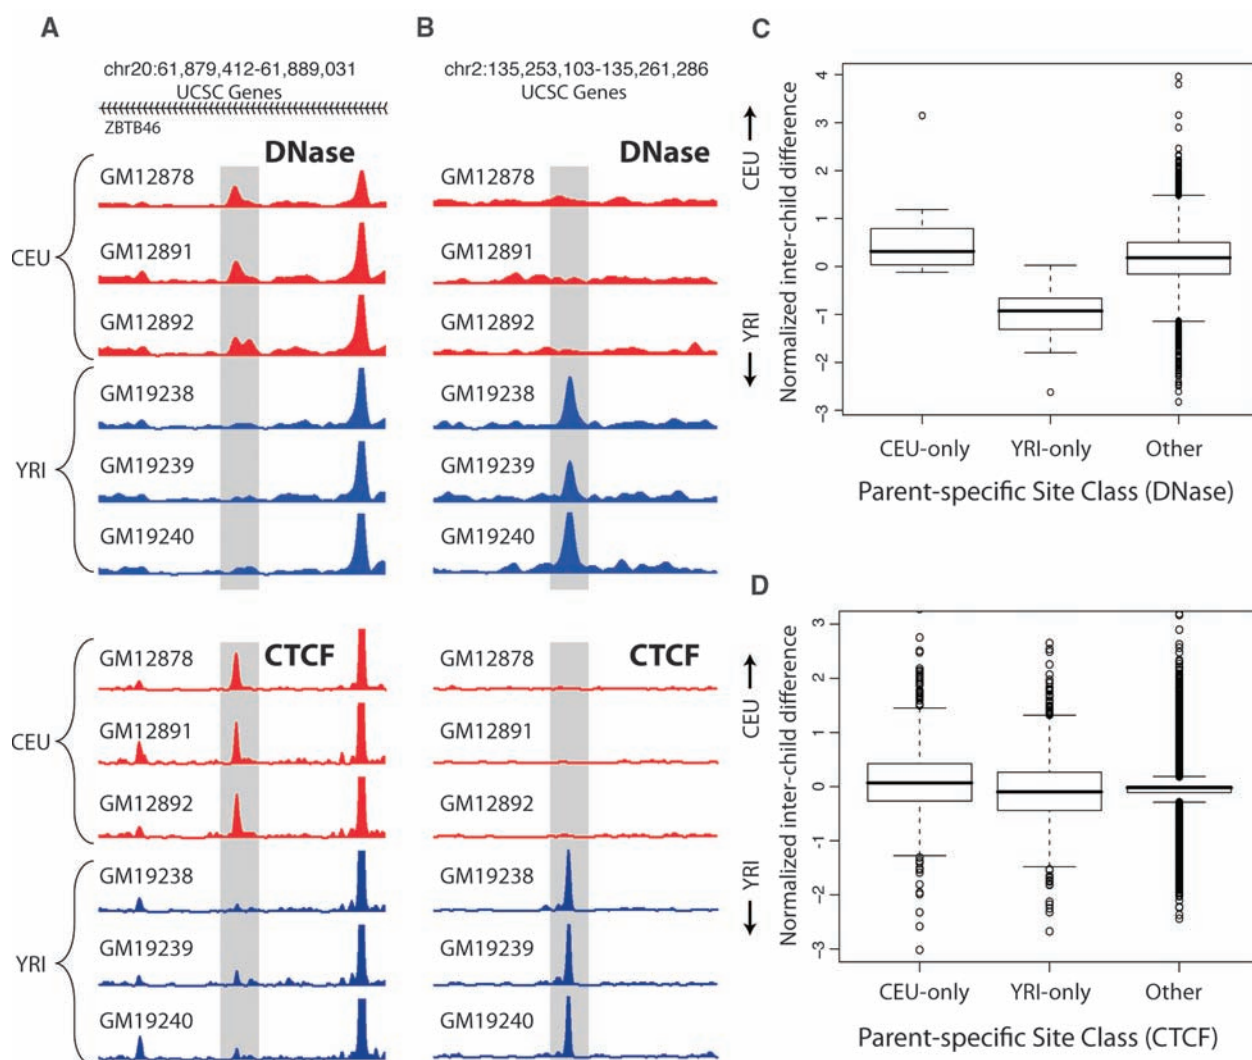 A
chr20:61,879,412-61,889,031
UCSC Genes
ZBTB46
DNase
CEU
GM12878
GM12891
GM12892
YRI
GM19238
GM19239
GM19240
CTCF
CEU
GM12878
GM12891
GM12892
YRI
GM19238
GM19239
GM19240
B
chr2:135,253,103-135,261,286
UCSC Genes
DNase
GM12878
GM12891
GM12892
GM19238
GM19239
GM19240
CTCF
GM12878
GM12891
GM12892
GM19238
GM19239
GM19240
C
CEU
YRI
Normalized inter-child difference
4
3
2
1
0
−1
−2
−3
CEU-only YRI-only Other
Parent-specific Site Class (DNase)
D
CEU
YRI
Normalized inter-child difference
3
2
1
0
−1
−2
−3
CEU-only YRI-only Other
Parent-specific Site Class (CTCF)